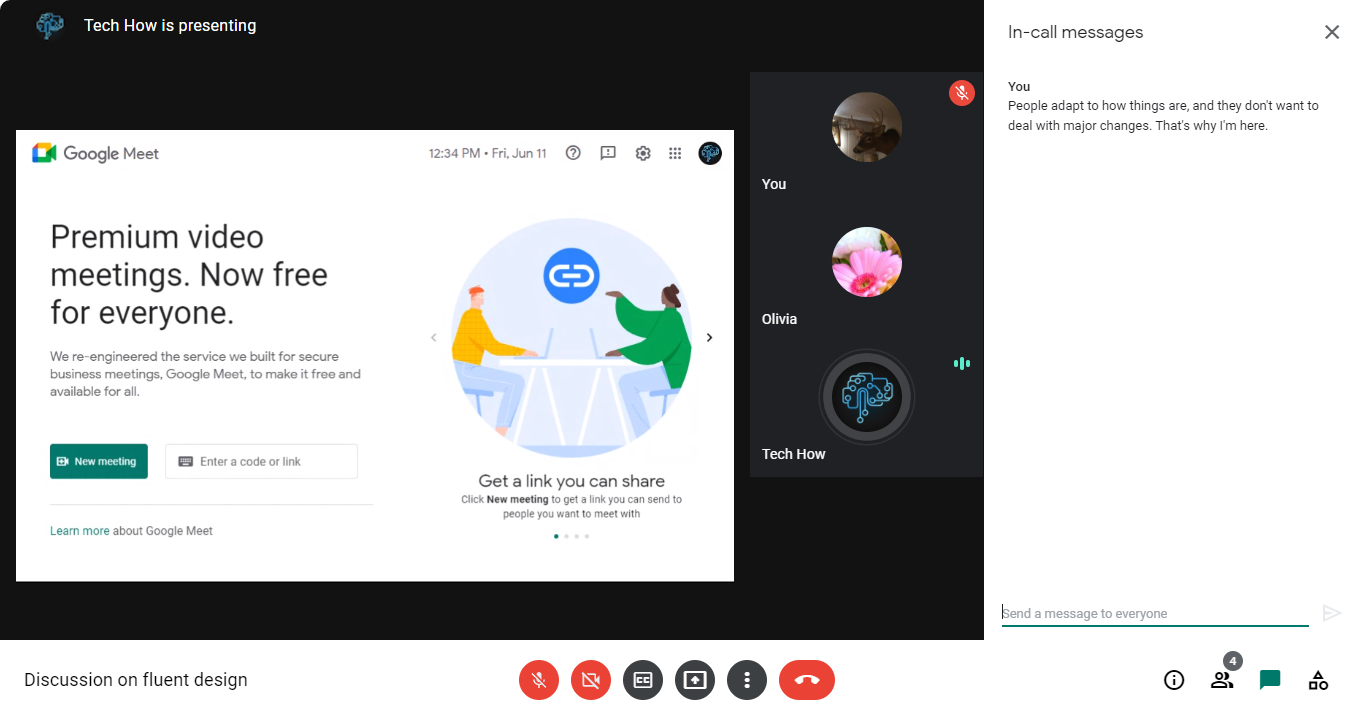 Tech How is presenting
Google Meet
12:34 PM • Fri, Jun 11
Premium video
meetings. Now free
for everyone.
We re-engineered the service we built for secure
business meetings, Google Meet, to make it free and
available for all.
New meeting
Enter a code or link
Learn more about Google Meet
Get a link you can share
Click New meeting to get a link you can send to
people you want to meet with
You
Olivia
Tech How
In-call messages
You
People adapt to how things are, and they don't want to
deal with major changes. That's why I'm here.
Send a message to everyone
Discussion on fluent design
CC
4